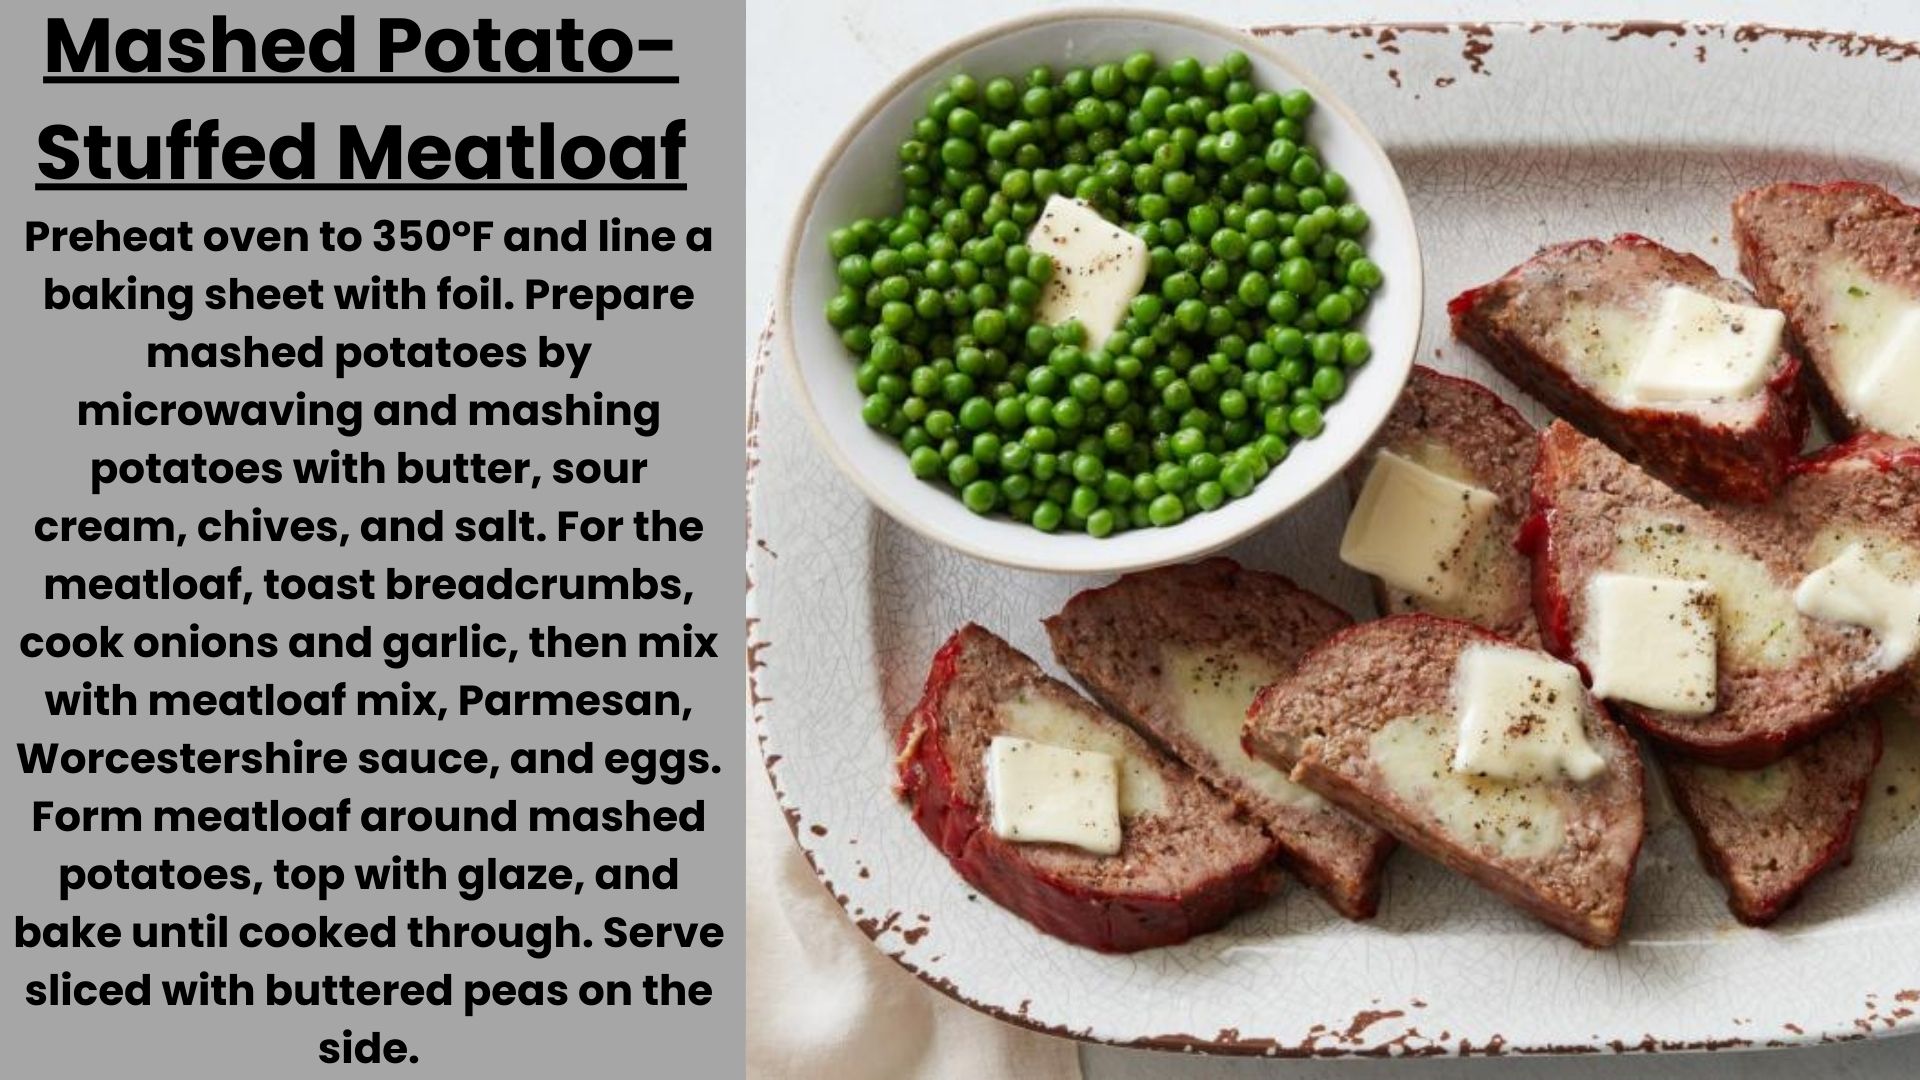 Mashed Potato-
Stuffed Meatloaf
Preheat oven to 350°F and line a
baking sheet with foil. Prepare
mashed potatoes by
microwaving and mashing
potatoes with butter, sour
cream, chives, and salt. For the
meatloaf, toast breadcrumbs,
cook onions and garlic, then mix
with meatloaf mix, Parmesan,
Worcestershire sauce, and eggs.
Form meatloaf around mashed
potatoes, top with glaze, and
bake until cooked through. Serve
sliced with buttered peas on the
side.